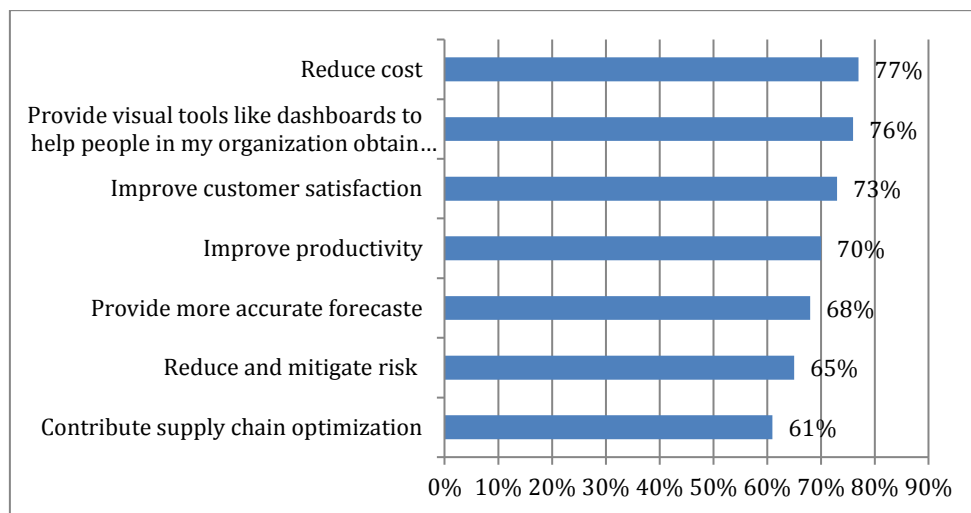 Reduce cost
77%
Provide visual tools like dashboards to
help people in my organization obtain…
76%
Improve customer satisfaction
73%
Improve productivity
70%
Provide more accurate forecaste
68%
Reduce and mitigate risk
65%
Contribute supply chain optimization
61%
0% 10% 20% 30% 40% 50% 60% 70% 80% 90%